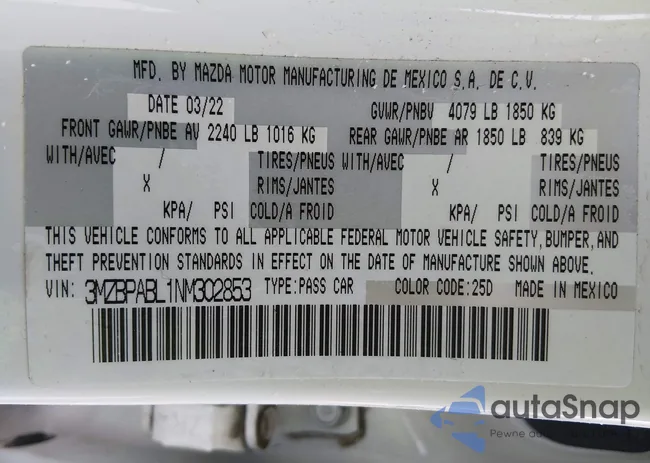 MFD. BY MAZDA MOTOR MANUFACTURING DE MEXICO S.A. DE C.V.
DATE 03/22 GVWR/PNBV 4079 LB 1850 KG
FRONT GAWR/PNBE AV 2240 LB 1016 KG REAR GAWR/PNBE AR 1850 LB 839 KG
WITH/AVEC / TIRES/PNEUS WITH/AVEC / TIRES/PNEUS
X RIMS/JANTES X RIMS/JANTES
KPA/ PSI COLD/A FROID KPA/ PSI COLD/A FROID
THIS VEHICLE CONFORMS TO ALL APPLICABLE FEDERAL MOTOR VEHICLE SAFETY,BUMPER,AND
THEFT PREVENTION STANDARDS IN EFFECT ON THE DATE OF MANUFACTURE SHOWN ABOVE.
VIN: 3MZBPABL1NM302853 TYPE:PASS CAR COLOR CODE:25D MADE IN MEXICO
autaSnap
Pewne